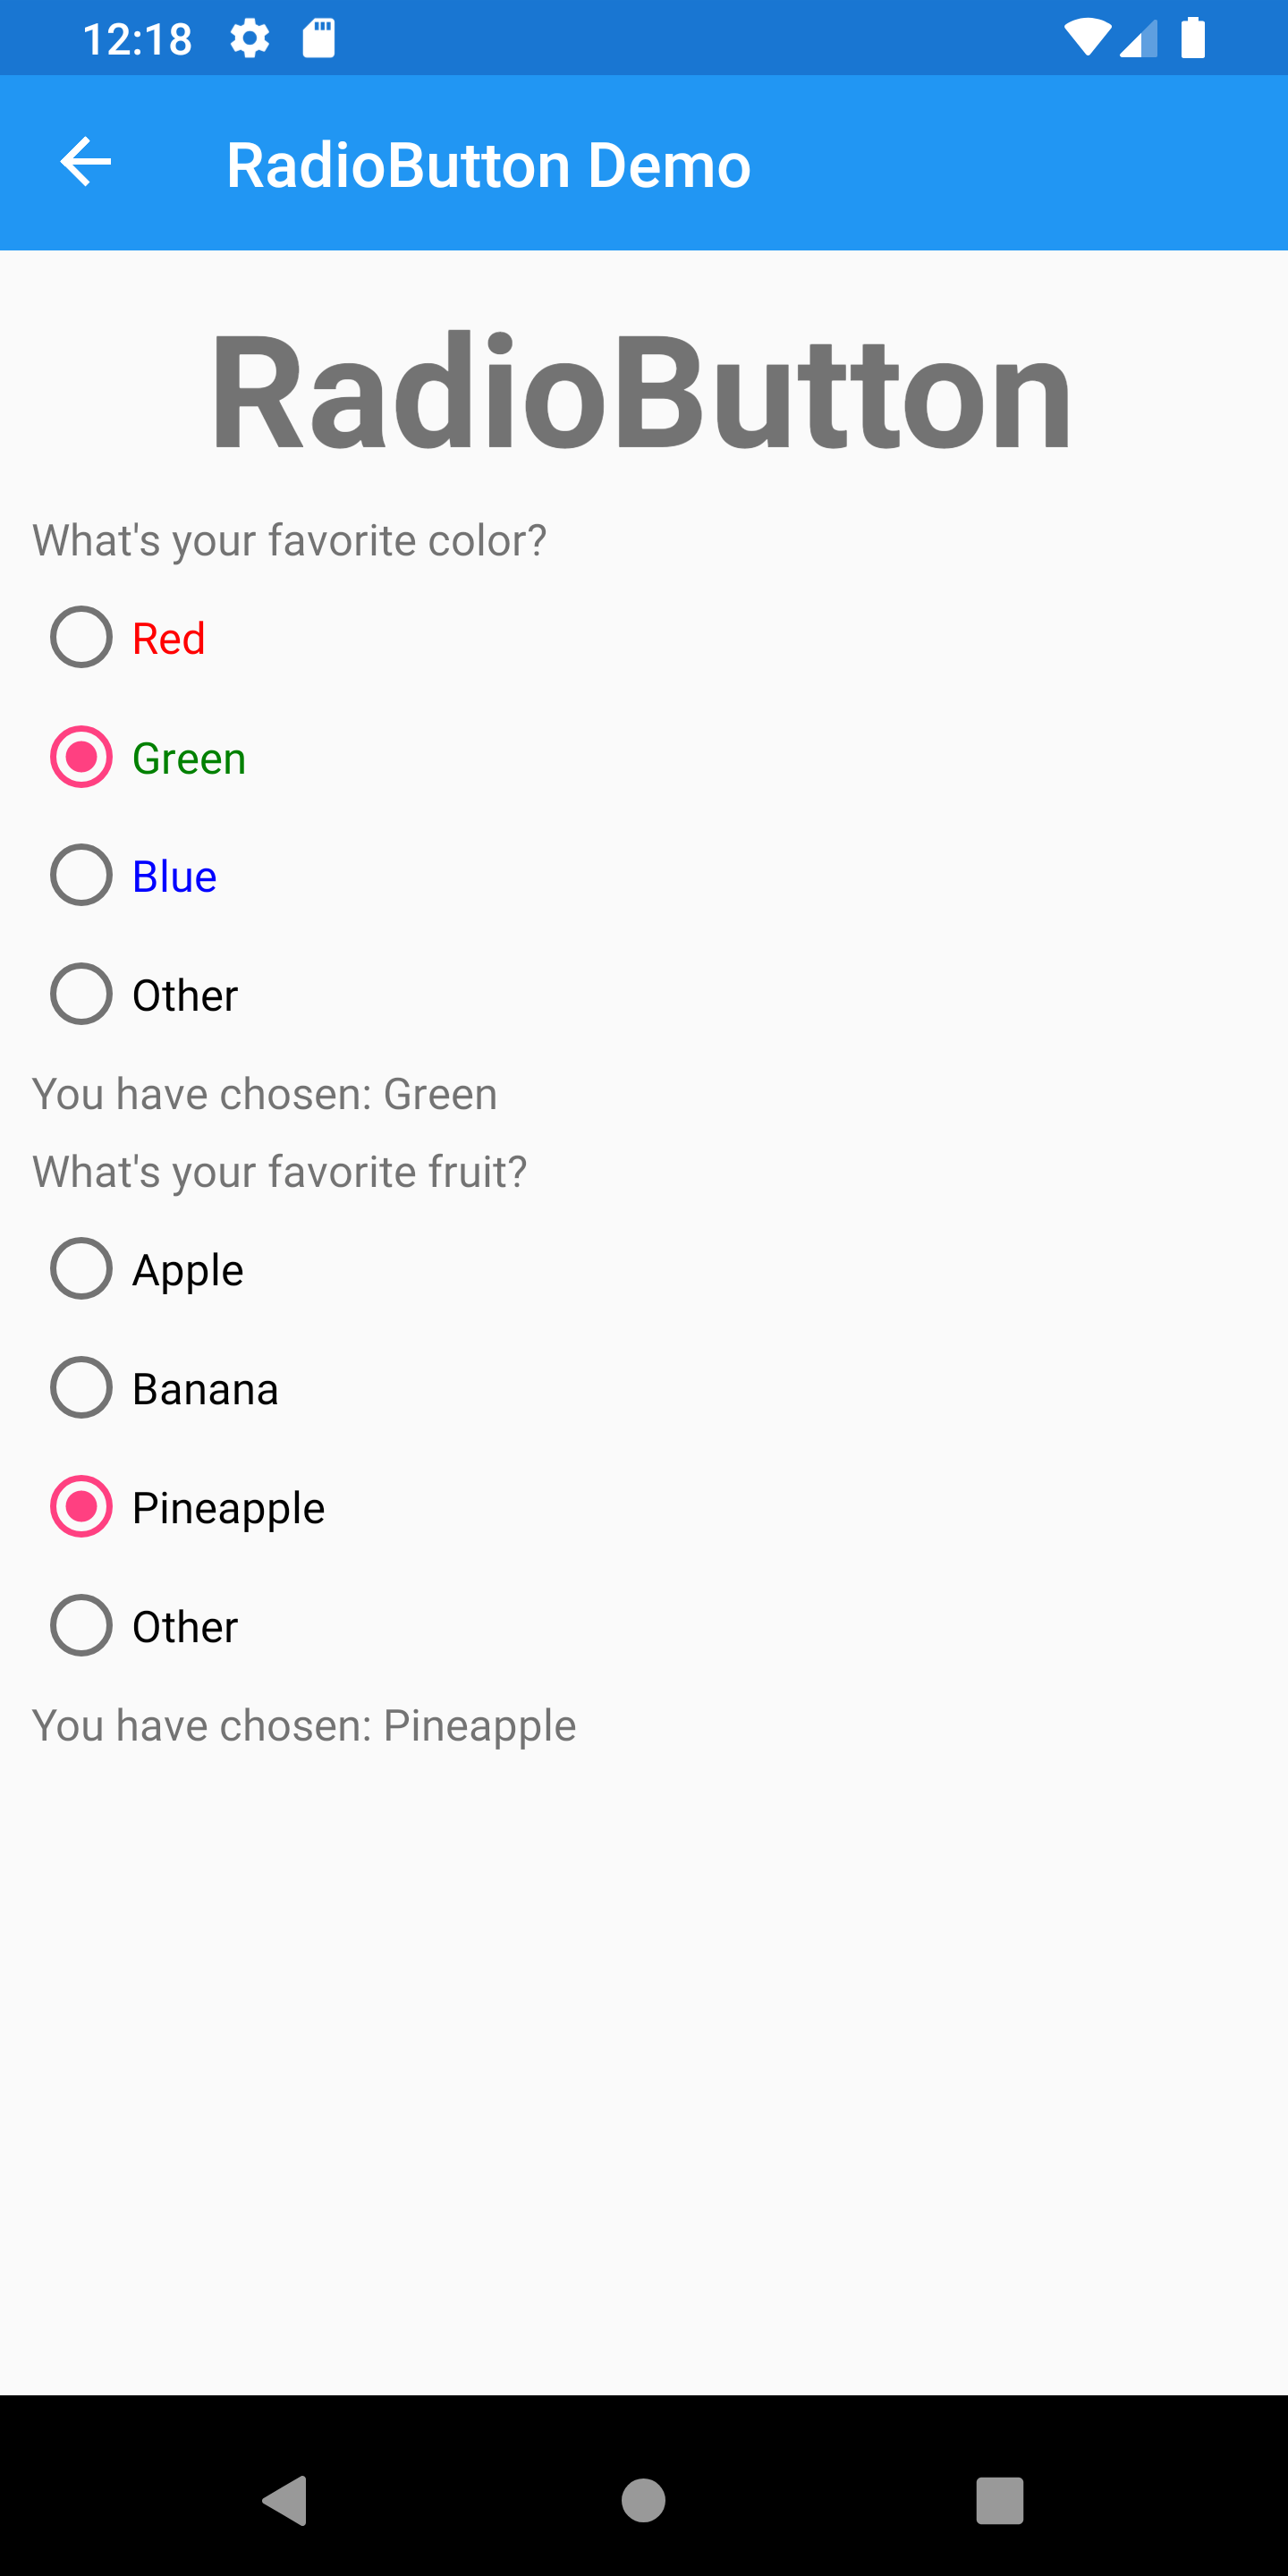 12:18
RadioButton Demo
RadioButton
What's your favorite color?
Red
Green
Blue
Other
You have chosen: Green
What's your favorite fruit?
Apple
Banana
Pineapple
Other
You have chosen: Pineapple